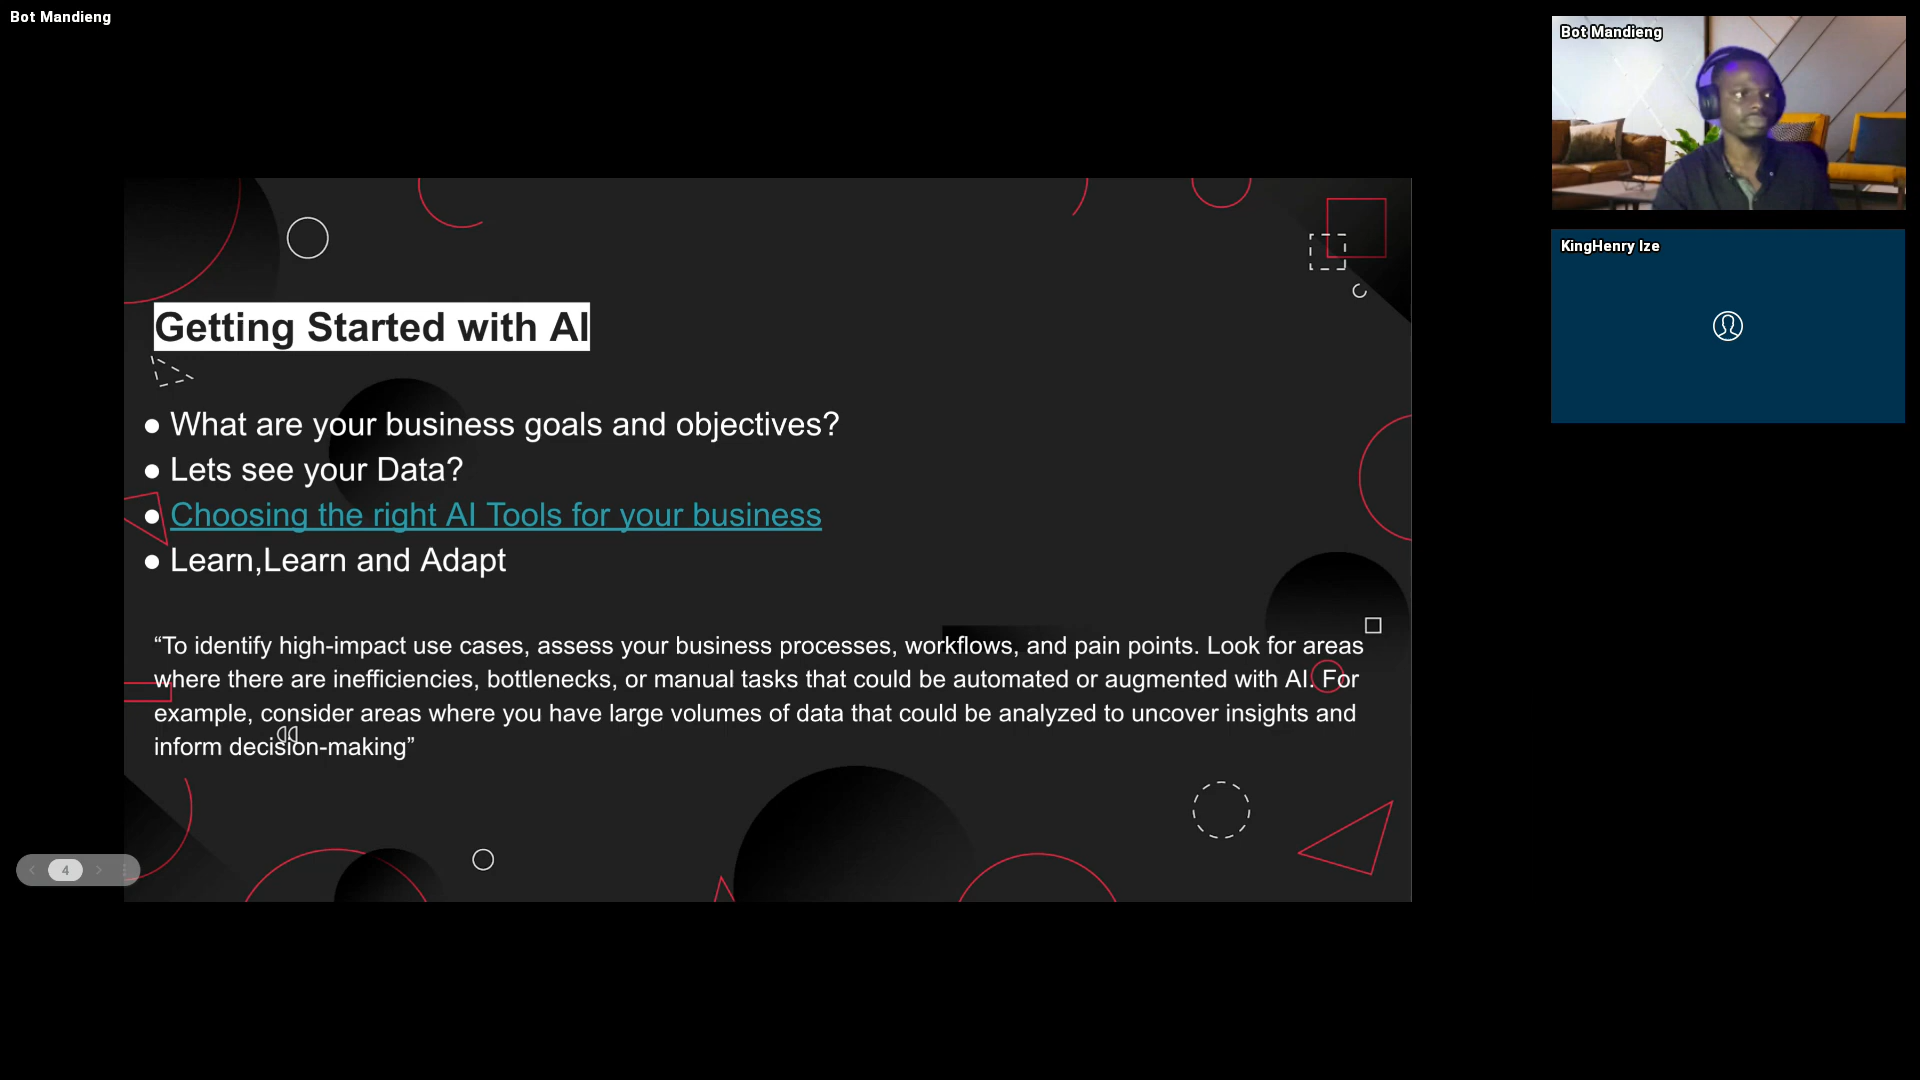 Bot Mandieng
Bot Mandieng
KingHenry Ize
Getting Started with AI
● What are your business goals and objectives?
● Lets see your Data?
● Choosing the right AI Tools for your business
● Learn,Learn and Adapt
“To identify high-impact use cases, assess your business processes, workflows, and pain points. Look for areas
where there are inefficiencies, bottlenecks, or manual tasks that could be automated or augmented with AI. For
example, consider areas where you have large volumes of data that could be analyzed to uncover insights and
inform decision-making”
4